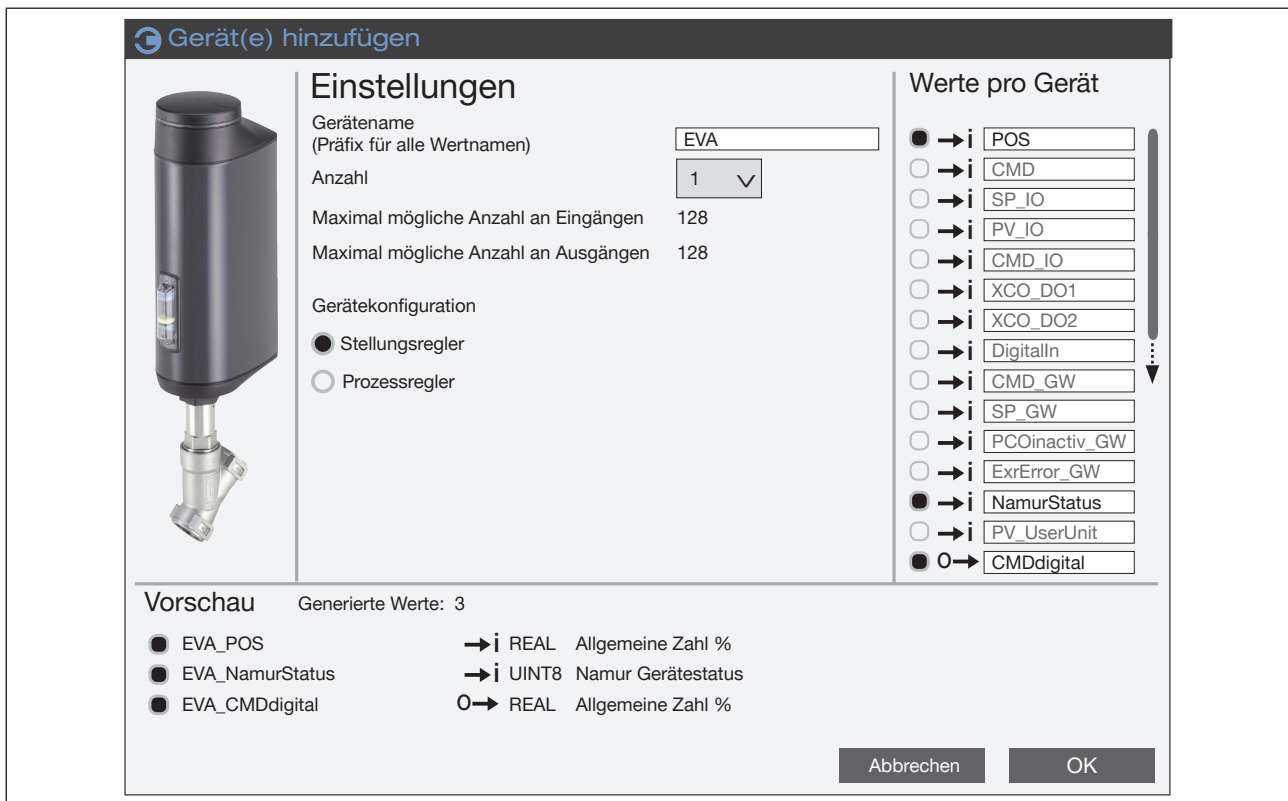 Gerät(e) hinzufügen
Einstellungen
Gerätename
(Präfix für alle Wertnamen)
EVA
Anzahl
1
Maximal mögliche Anzahl an Eingängen 128
Maximal mögliche Anzahl an Ausgängen 128
Gerätekonfiguration
Stellungsregler
Prozessregler
Werte pro Gerät
i POS
i CMD
i SP_IO
i PV_IO
i CMD_IO
i XCO_DO1
i XCO_DO2
i DigitalIn
i CMD_GW
i SP_GW
i PCOinactiv_GW
i ExrError_GW
i NamurStatus
i PV_UserUnit
O CMDdigital
Vorschau Generierte Werte: 3
EVA_POS i REAL Allgemeine Zahl %
EVA_NamurStatus i UINT8 Namur Gerätestatus
EVA_CMDdigital O REAL Allgemeine Zahl %
Abbrechen OK